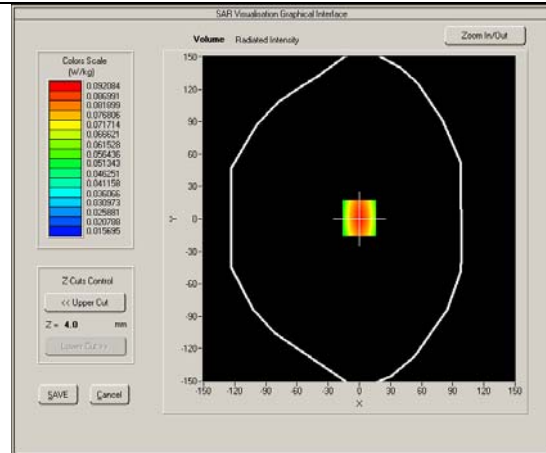 SAR Visualisation Graphical Interface
Volume Radiated Intensity
Zoom In/Out
Colors Scale
(W/kg)
0.092084
0.086991
0.081899
0.076806
0.071714
0.066621
0.061528
0.056436
0.051343
0.046251
0.041158
0.036066
0.030973
0.025881
0.020788
0.015695
Z Cuts Control
<< Upper Cut
Z = 4.0 mm
Lower Cut >>
SAVE Cancel
150
120
90
60
30
0
-30
-60
-90
-120
-150
Y
-150 -120 -90 -60 -30 0 30 60 90 120 150
X